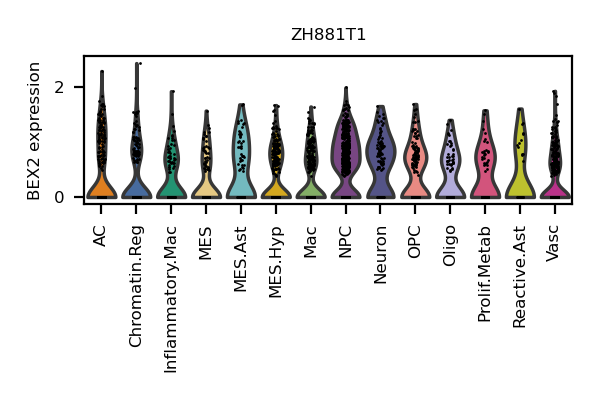 ZH881T1
BEX2 expression
2
0
AC
Chromatin.Reg
Inflammatory.Mac
MES
MES.Ast
MES.Hyp
Mac
NPC
Neuron
OPC
Oligo
Prolif.Metab
Reactive.Ast
Vasc